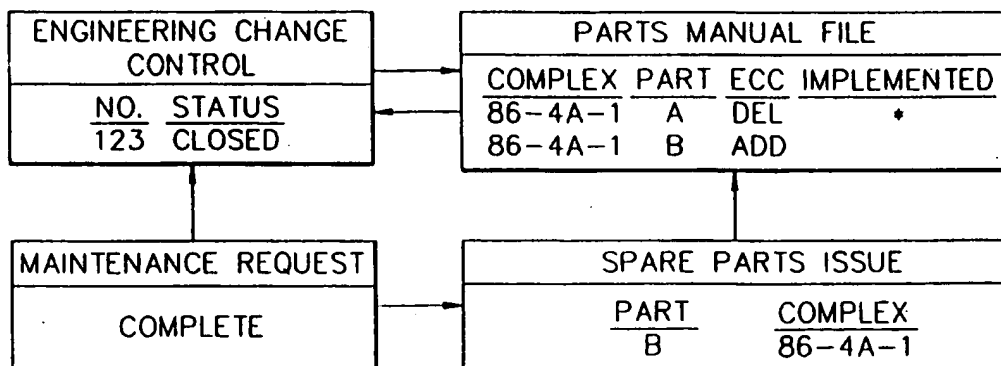 ENGINEERING CHANGE
CONTROL
NO. STATUS
123 CLOSED
PARTS MANUAL FILE
COMPLEX PART ECC IMPLEMENTED
86-4A-1 A DEL *
86-4A-1 B ADD
MAINTENANCE REQUEST
COMPLETE
SPARE PARTS ISSUE
PART COMPLEX
B 86-4A-1